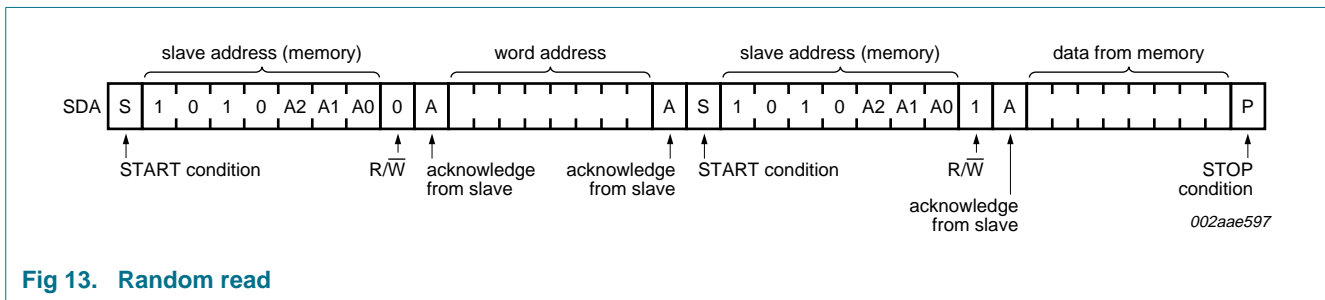 slave address (memory) word address slave address (memory) data from memory
SDA S 1 0 1 0 A2 A1 A0 0 A A S 1 0 1 0 A2 A1 A0 1 A P
START condition R/W̅ acknowledge from slave acknowledge from slave START condition R/W̅ acknowledge from slave STOP condition
002aae597
Fig 13. Random read